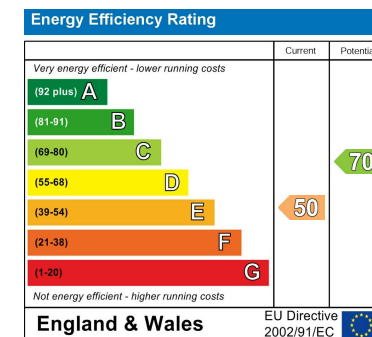 Energy Efficiency Rating
Current Potentia
Very energy efficient - lower running costs
(92 plus) A
(81-91) B
(69-80) C
70
(55-68) D
(39-54) E
50
(21-38) F
(1-20) G
Not energy efficient - higher running costs
England & Wales
EU Directive
2002/91/EC